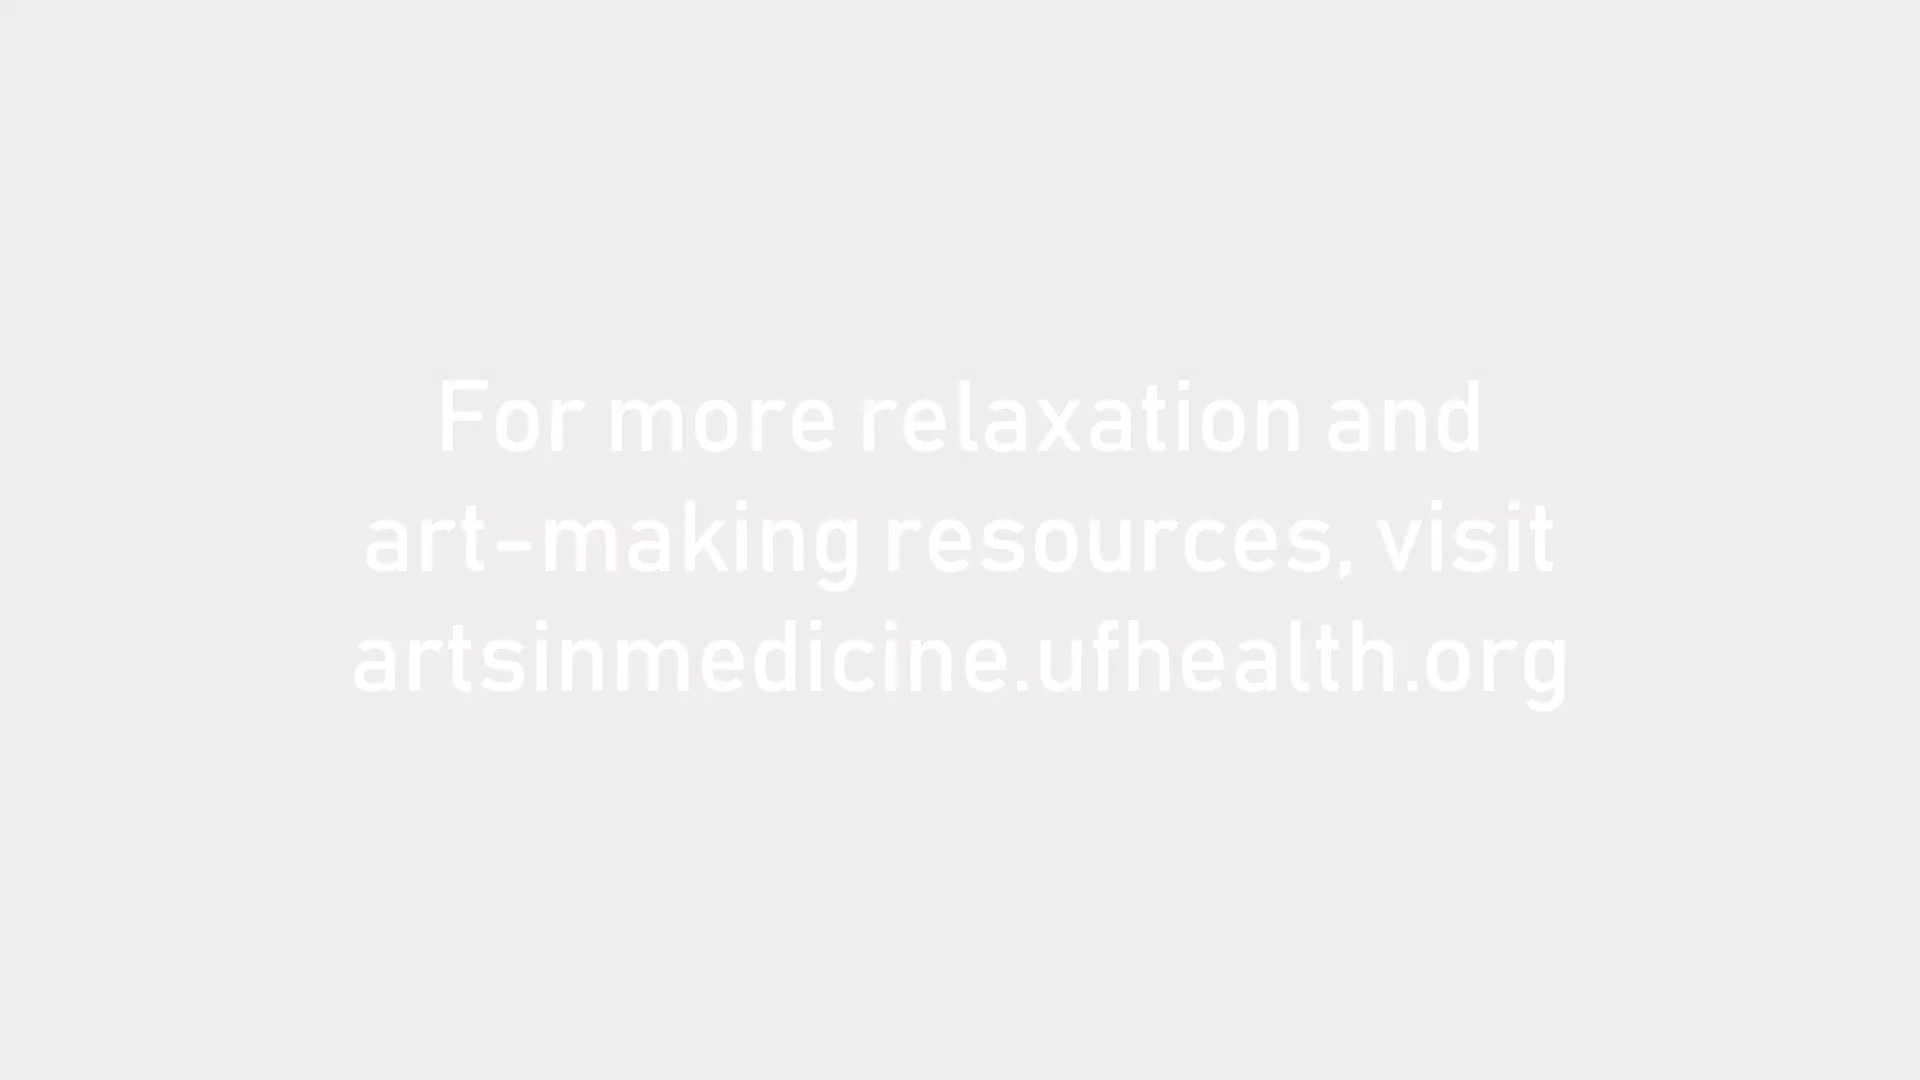 For more relaxation and
art-making resources, visit
artsinmedicine.ufhealth.org